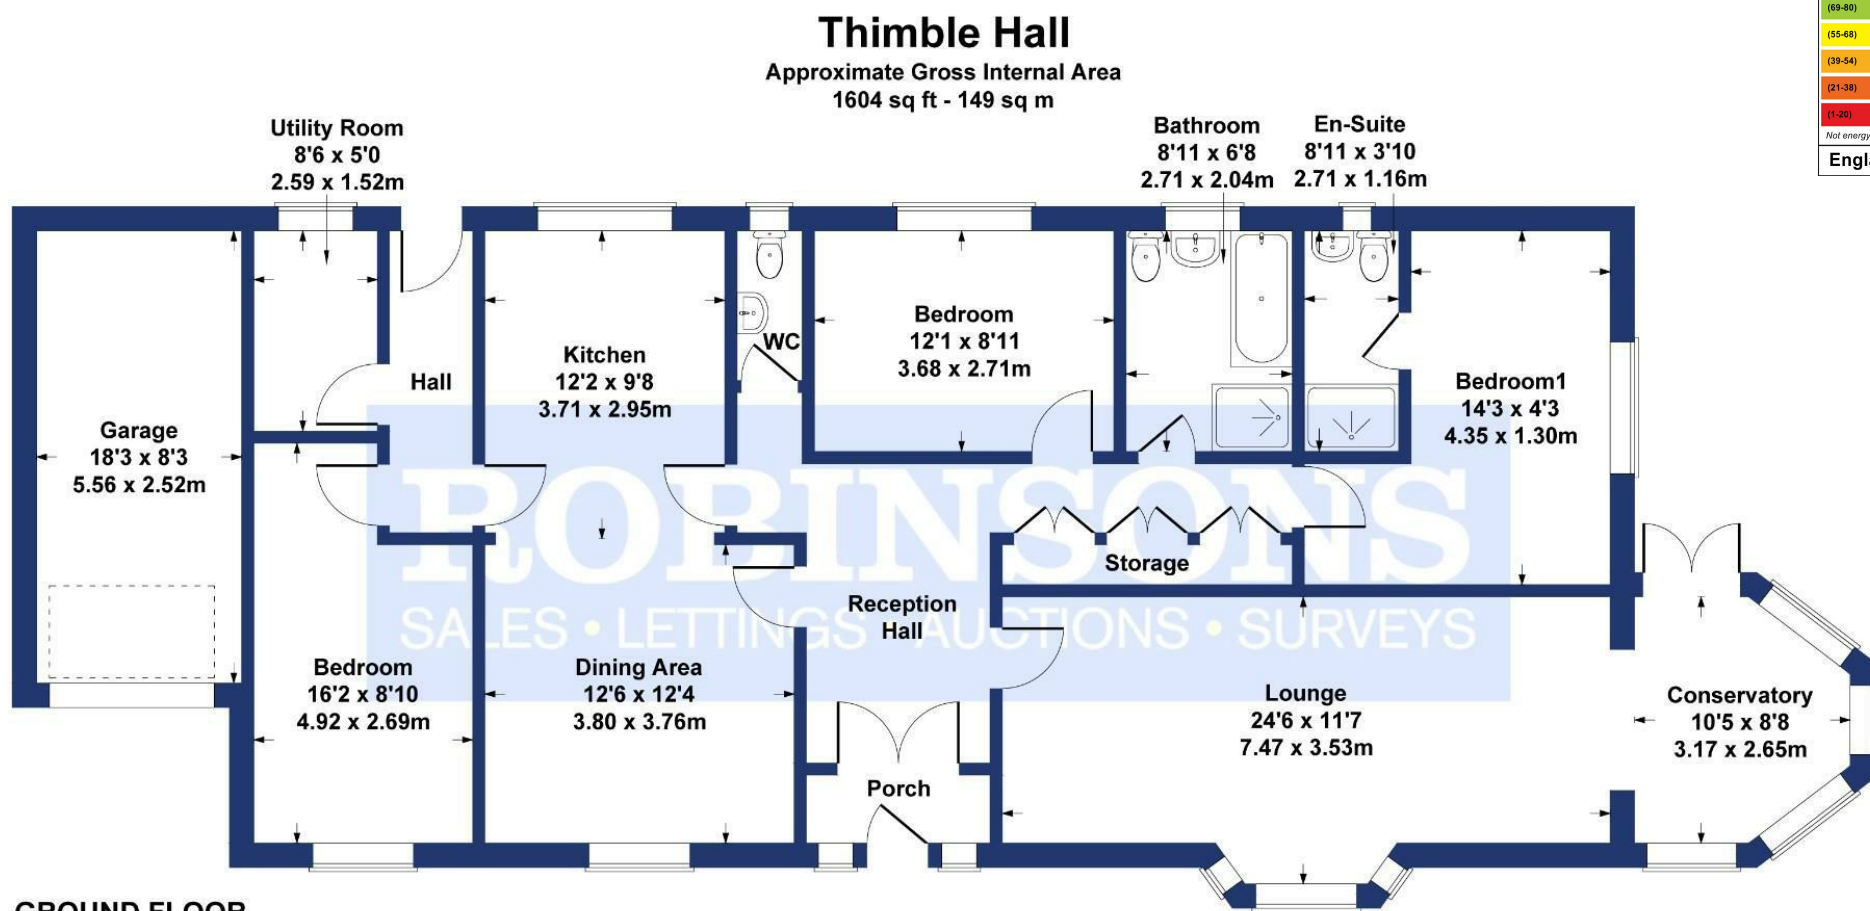 Thimble Hall
Approximate Gross Internal Area
1604 sq ft - 149 sq m
(69-80)
(55-68)
(39-54)
(21-38)
(1-20)
Not energy
Utility Room
8'6 x 5'0
2.59 x 1.52m
Bathroom
8'11 x 6'8
2.71 x 2.04m
En-Suite
8'11 x 3'10
2.71 x 1.16m
Garage
18'3 x 8'3
5.56 x 2.52m
Hall
Kitchen
12'2 x 9'8
3.71 x 2.95m
WC
Bedroom
12'1 x 8'11
3.68 x 2.71m
Bedroom1
14'3 x 4'3
4.35 x 1.30m
ROBINSONS
SALES • LETTINGS • AUCTIONS • SURVEYS
Storage
Reception
Hall
Bedroom
16'2 x 8'10
4.92 x 2.69m
Dining Area
12'6 x 12'4
3.80 x 3.76m
Porch
Lounge
24'6 x 11'7
7.47 x 3.53m
Conservatory
10'5 x 8'8
3.17 x 2.65m
GROUND FLOOR